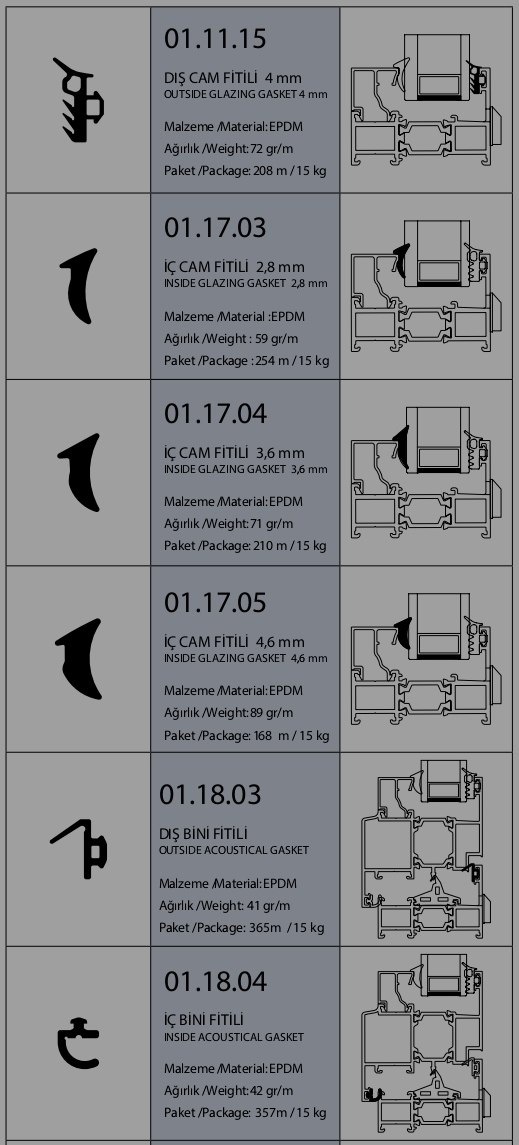 01.11.15
DIŞ CAM FİTİLİ 4 mm
OUTSIDE GLAZING GASKET 4 mm
Malzeme /Material: EPDM
Ağırlık /Weight: 72 gr/m
Paket /Package: 208 m / 15 kg
01.17.03
İÇ CAM FİTİLİ 2,8 mm
INSIDE GLAZING GASKET 2,8 mm
Malzeme /Material :EPDM
Ağırlık /Weight : 59 gr/m
Paket /Package : 254 m / 15 kg
01.17.04
İÇ CAM FİTİLİ 3,6 mm
INSIDE GLAZING GASKET 3,6 mm
Malzeme /Material: EPDM
Ağırlık /Weight: 71 gr/m
Paket /Package: 210 m / 15 kg
01.17.05
İÇ CAM FİTİLİ 4,6 mm
INSIDE GLAZING GASKET 4,6 mm
Malzeme /Material: EPDM
Ağırlık /Weight: 89 gr/m
Paket /Package: 168 m / 15 kg
01.18.03
DIŞ BİNİ FİTİLİ
OUTSIDE ACOUSTICAL GASKET
Malzeme /Material: EPDM
Ağırlık /Weight: 41 gr/m
Paket /Package: 365m / 15 kg
01.18.04
İÇ BİNİ FİTİLİ
INSIDE ACOUSTICAL GASKET
Malzeme /Material: EPDM
Ağırlık /Weight: 42 gr/m
Paket /Package: 357m / 15 kg